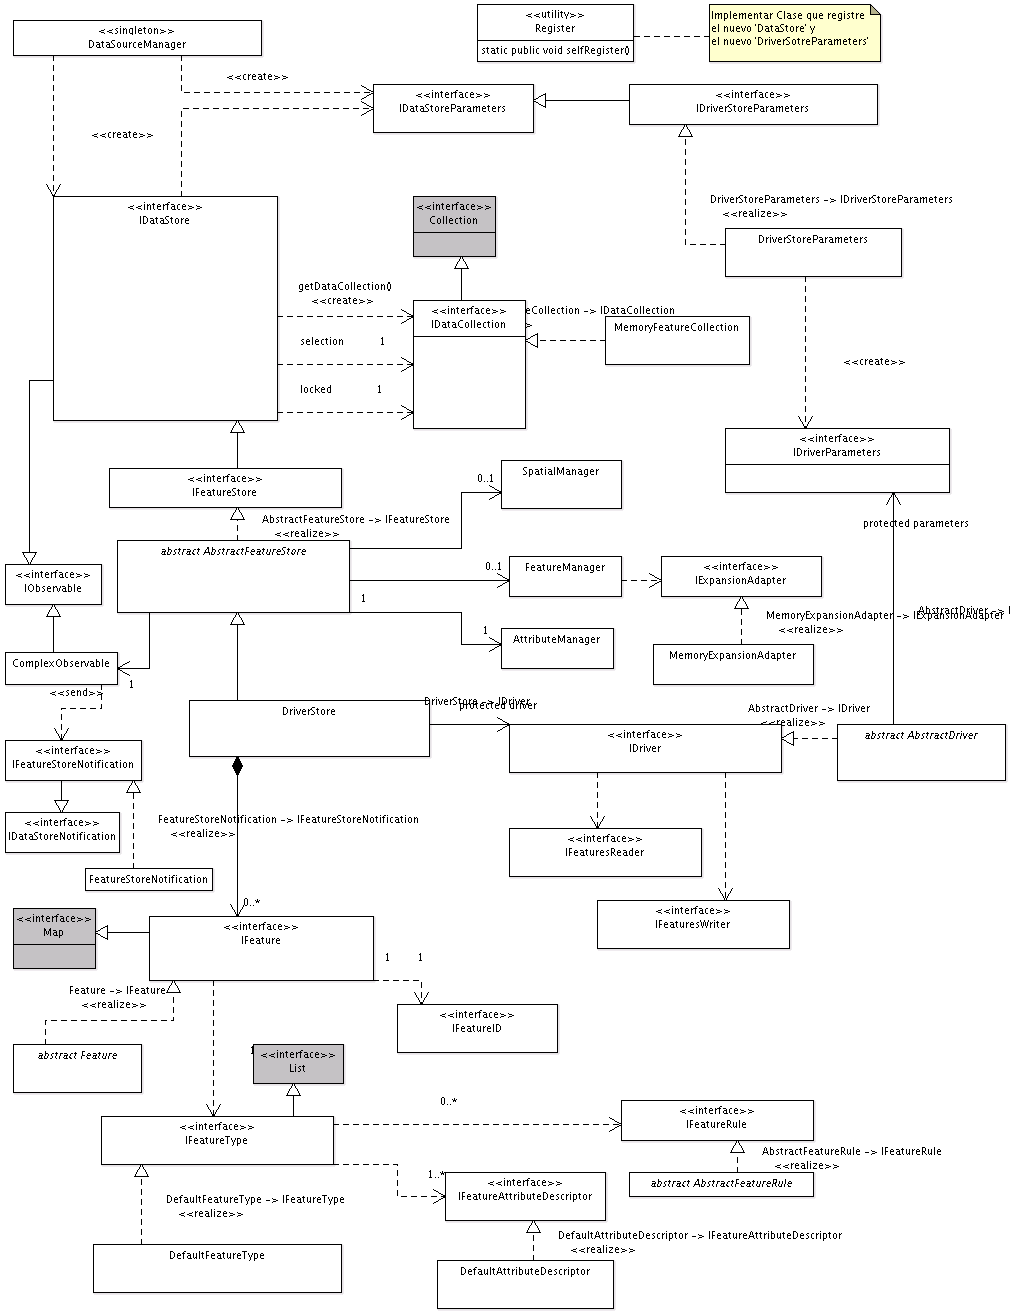 <<singleton>>
DataSourceManager
<<utility>>
Register
static public void selfRegister()
Implementar Clase que registre
el nuevo 'DataStore' y
el nuevo 'DriverSotreParameters'
<<create>>
<<interface>>
IDataStoreParameters
<<interface>>
IDriverStoreParameters
<<create>>
<<interface>>
IDataStore
<<interface>>
Collection
DriverStoreParameters -> IDriverStoreParameters
<<realize>>
DriverStoreParameters
getDataCollection()
<<create>>
<<interface>>
IDataCollection
eCollection -> IDataCollection
>
MemoryFeatureCollection
selection
1
<<create>>
locked
1
<<interface>>
IDriverParameters
<<interface>>
IFeatureStore
SpatialManager
0..1
AbstractFeatureStore -> IFeatureStore
<<realize>>
protected parameters
abstract AbstractFeatureStore
<<interface>>
IObservable
0..1
FeatureManager
<<interface>>
IExpansionAdapter
1
MemoryExpansionAdapter -> IExpansionAdapter
<<realize>>
AbstractDriver -> I
1
AttributeManager
MemoryExpansionAdapter
ComplexObservable
1
<<send>>
DriverStore
DriverStore -> IDriver
protected driver
AbstractDriver -> IDriver
<<realize>>
<<interface>>
IDriver
abstract AbstractDriver
<<interface>>
IFeatureStoreNotification
<<interface>>
IDataStoreNotification
FeatureStoreNotification -> IFeatureStoreNotification
<<realize>>
<<interface>>
IFeaturesReader
FeatureStoreNotification
0..*
<<interface>>
IFeaturesWriter
<<interface>>
Map
<<interface>>
IFeature
1
1
Feature -> IFeature
<<realize>>
<<interface>>
IFeatureID
abstract Feature
1
<<interface>>
List
0..*
<<interface>>
IFeatureType
<<interface>>
IFeatureRule
AbstractFeatureRule -> IFeatureRule
<<realize>>
abstract AbstractFeatureRule
1..*
<<interface>>
IFeatureAttributeDescriptor
DefaultFeatureType -> IFeatureType
<<realize>>
DefaultAttributeDescriptor -> IFeatureAttributeDescriptor
<<realize>>
DefaultFeatureType
DefaultAttributeDescriptor